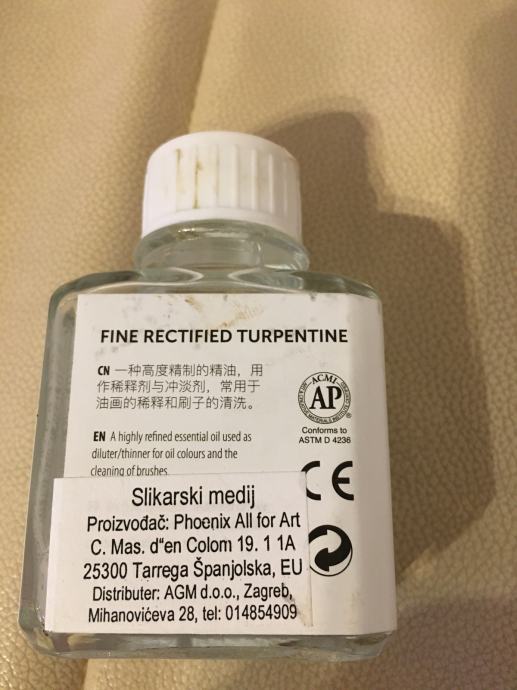 FINE RECTIFIED TURPENTINE
CN 一种高度精制的精油，用
作稀释剂与冲淡剂，常用于
油画的稀释和刷子的清洗。
EN A highly refined essential oil used as
diluter/thinner for oil colours and the
cleaning of brushes.
ACMI
AP
®
Conforms to
ASTM D 4236
CE
Slikarski medij
Proizvođač: Phoenix All for Art
C. Mas. d“en Colom 19. 1 1A
25300 Tarrega Španjolska, EU
Distributer: AGM d.o.o., Zagreb,
Mihanovićeva 28, tel: 014854909